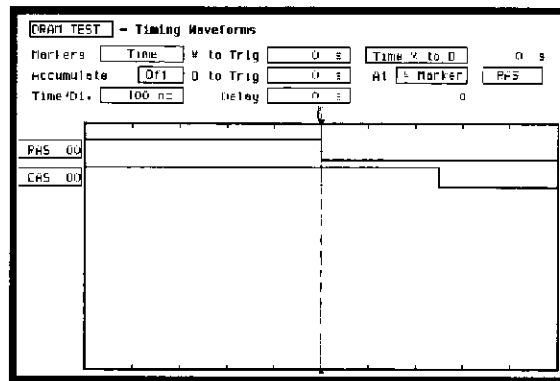 DRAM TEST - Timing Waveforms
Markers Time X to Trig 0 s Time X to O 0 s
Accumulate Off O to Trig 0 s At X Marker RAS
Time/Div 100 ns Delay 0 s 0
RAS 00
CAS 00